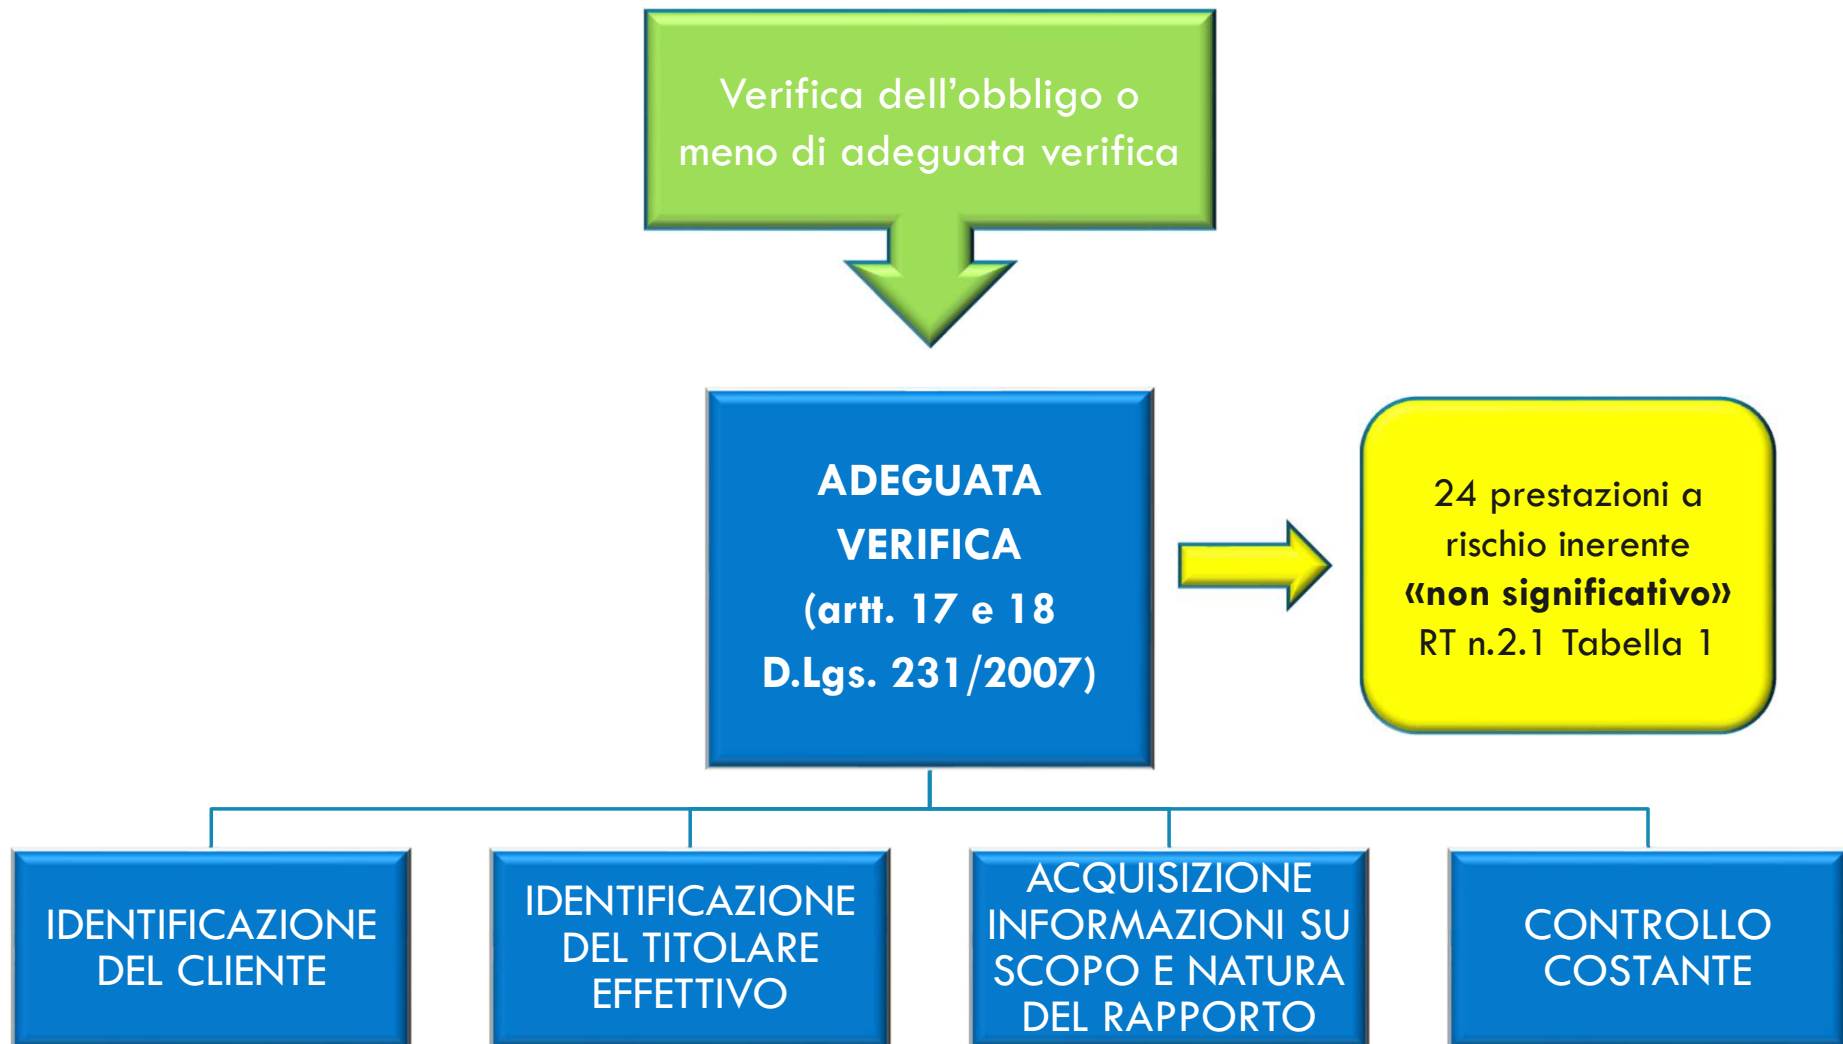 Verifica dell’obbligo o
meno di adeguata verifica
ADEGUATA
VERIFICA
(artt. 17 e 18
D.Lgs. 231/2007)
24 prestazioni a
rischio inerente
«non significativo»
RT n.2.1 Tabella 1
IDENTIFICAZIONE
DEL CLIENTE
IDENTIFICAZIONE
DEL TITOLARE
EFFETTIVO
ACQUISIZIONE
INFORMAZIONI SU
SCOPO E NATURA
DEL RAPPORTO
CONTROLLO
COSTANTE